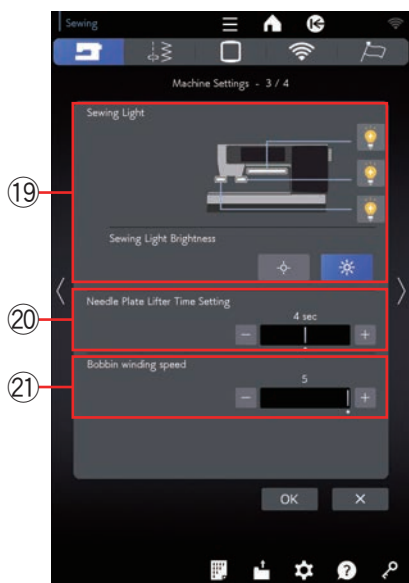 Sewing
Machine Settings - 3 / 4
Sewing Light
⑲
Sewing Light Brightness
Needle Plate Lifter Time Setting
⑳
4 sec
Bobbin winding speed
㉑
5
OK